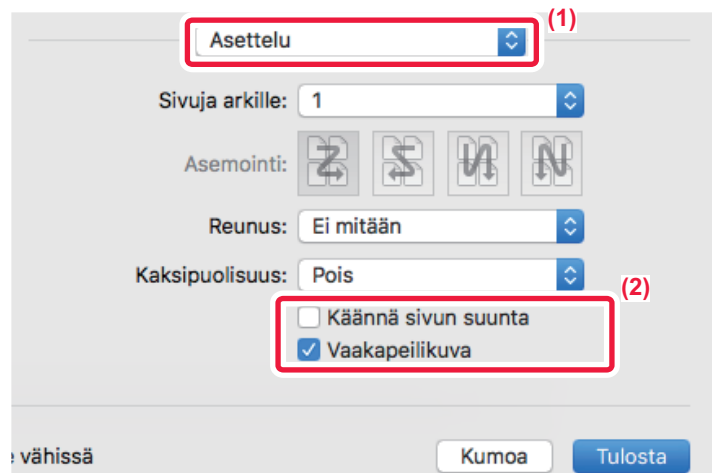 Asettelu
(1)
Sivuja arkille: 1
Asemointi:
Reunus: Ei mitään
Kaksipuolisuus: Pois
(2)
Käännä sivun suunta
Vaakapeilikuva
vähissä
Kumoa
Tulosta